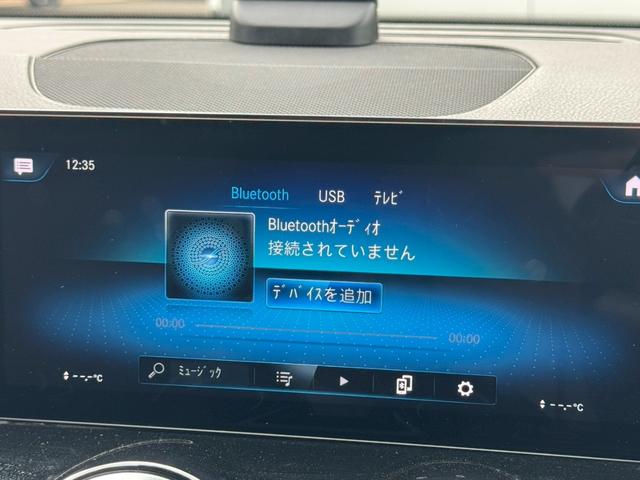 12:35
Bluetooth USB ﾃﾚﾋﾞ
Bluetoothｵｰﾃﾞｨｵ
接続されていません
ﾃﾞﾊﾞｲｽを追加
00:00 00:00
ﾐｭｰｼﾞｯｸ
--.-℃ --.-℃